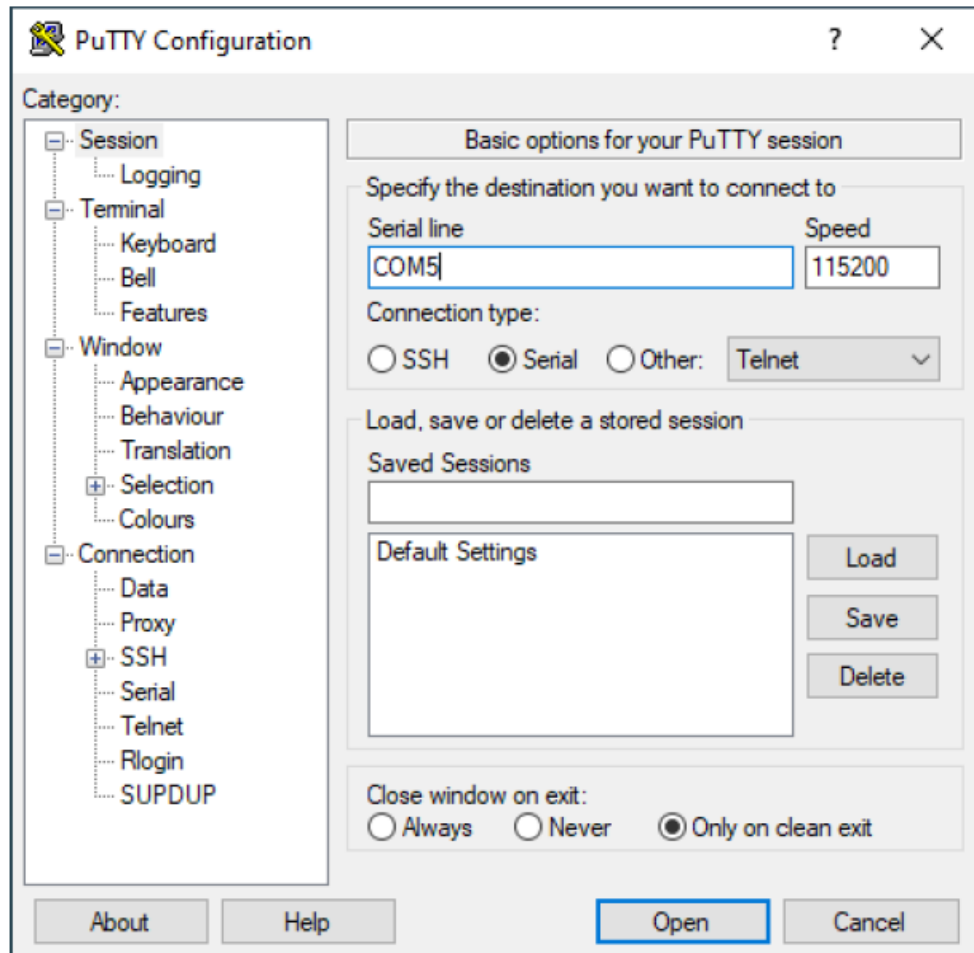 PuTTY Configuration
?
Category:
Session
Logging
Terminal
Keyboard
Bell
Features
Window
Appearance
Behaviour
Translation
Selection
Colours
Connection
Data
Proxy
SSH
Serial
Telnet
Rlogin
SUPDUP
Basic options for your PuTTY session
Specify the destination you want to connect to
Serial line Speed
COM5 115200
Connection type:
SSH Serial Other: Telnet
Load, save or delete a stored session
Saved Sessions
Default Settings
Load
Save
Delete
Close window on exit:
Always Never Only on clean exit
About Help Open Cancel